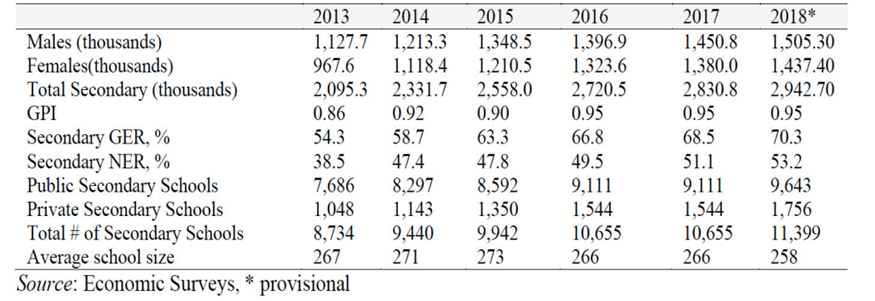 2013 2014 2015 2016 2017 2018*
Males (thousands) 1,127.7 1,213.3 1,348.5 1,396.9 1,450.8 1,505.30
Females(thousands) 967.6 1,118.4 1,210.5 1,323.6 1,380.0 1,437.40
Total Secondary (thousands) 2,095.3 2,331.7 2,558.0 2,720.5 2,830.8 2,942.70
GPI 0.86 0.92 0.90 0.95 0.95 0.95
Secondary GER, % 54.3 58.7 63.3 66.8 68.5 70.3
Secondary NER, % 38.5 47.4 47.8 49.5 51.1 53.2
Public Secondary Schools 7,686 8,297 8,592 9,111 9,111 9,643
Private Secondary Schools 1,048 1,143 1,350 1,544 1,544 1,756
Total # of Secondary Schools 8,734 9,440 9,942 10,655 10,655 11,399
Average school size 267 271 273 266 266 258
Source: Economic Surveys, * provisional